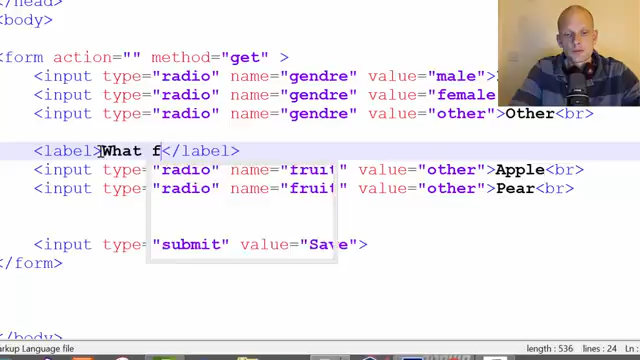 </head>
<body>
<form action="" method="get" >
<input type="radio" name="gendre" value="male">
<input type="radio" name="gendre" value="female
<input type="radio" name="gendre" value="other">Other<br>
<label>What f</label>
<input type="radio" name="fruit" value="other">Apple<br>
<input type="radio" name="fruit" value="other">Pear<br>
<input type="submit" value="Save">
</form>
</body>
arkup Language file length : 536 lines : 24 Ln :